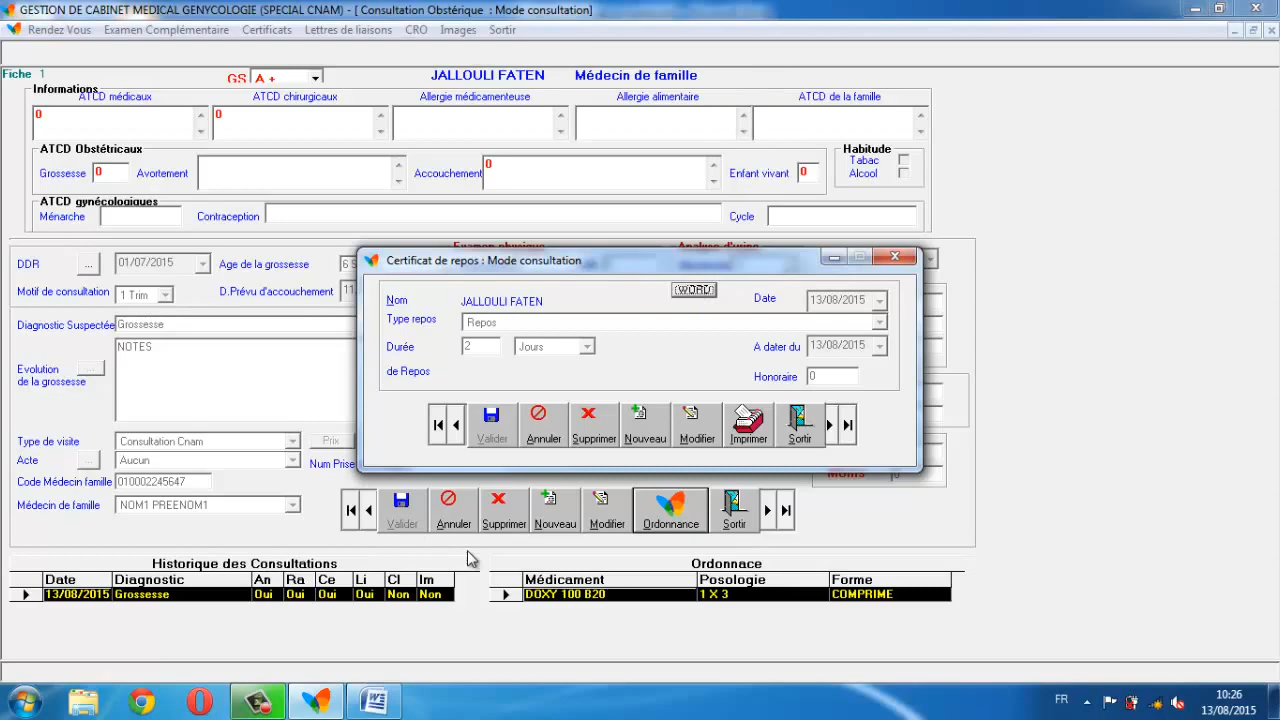 GESTION DE CABINET MEDICAL GENYCOLOGIE (SPECIAL CNAM) - [ Consultation Obstérique : Mode consultation]
Rendez Vous Examen Complémentaire Certificats Lettres de liaisons CRO Images Sortir
Fiche 1 GS A + JALLOULI FATEN Médecin de famille
Informations
ATCD médicaux ATCD chirurgicaux Allergie médicamenteuse Allergie alimentaire ATCD de la famille
0 0
ATCD Obstétricaux Habitude
Grossesse 0 Avortement Accouchement 0 Enfant vivant 0 Tabac
Alcool
ATCD gynécologiques
Ménarche Contraception Cycle
Examen physique Analyse d'urine
DDR ... 01/07/2015 Age de la grossesse 6 S
Motif de consultation 1 Trim D.Prévu d'accouchement 11
Diagnostic Suspectée Grossesse
NOTES
Evolution ...
de la grossesse
Type de visite Consultation Cnam Prix
Acte ... Aucun Num Prise
Code Médecin famille 010002245647
Médecin de famille NOM1 PREENOM1
Certificat de repos : Mode consultation
(WORD)
Nom JALLOULI FATEN Date 13/08/2015
Type repos Repos
Durée 2 Jours A dater du 13/08/2015
de Repos Honoraire 0
Valider Annuler Supprimer Nouveau Modifier Imprimer Sortir
Valider Annuler Supprimer Nouveau Modifier Ordonnance Sortir
Historique des Consultations Ordonnace
Date Diagnostic An Ra Ce Li Cl Im Médicament Posologie Forme
13/08/2015 Grossesse Oui Oui Oui Oui Non Non DOXY 100 B20 1 X 3 COMPRIME
FR 10:26
13/08/2015